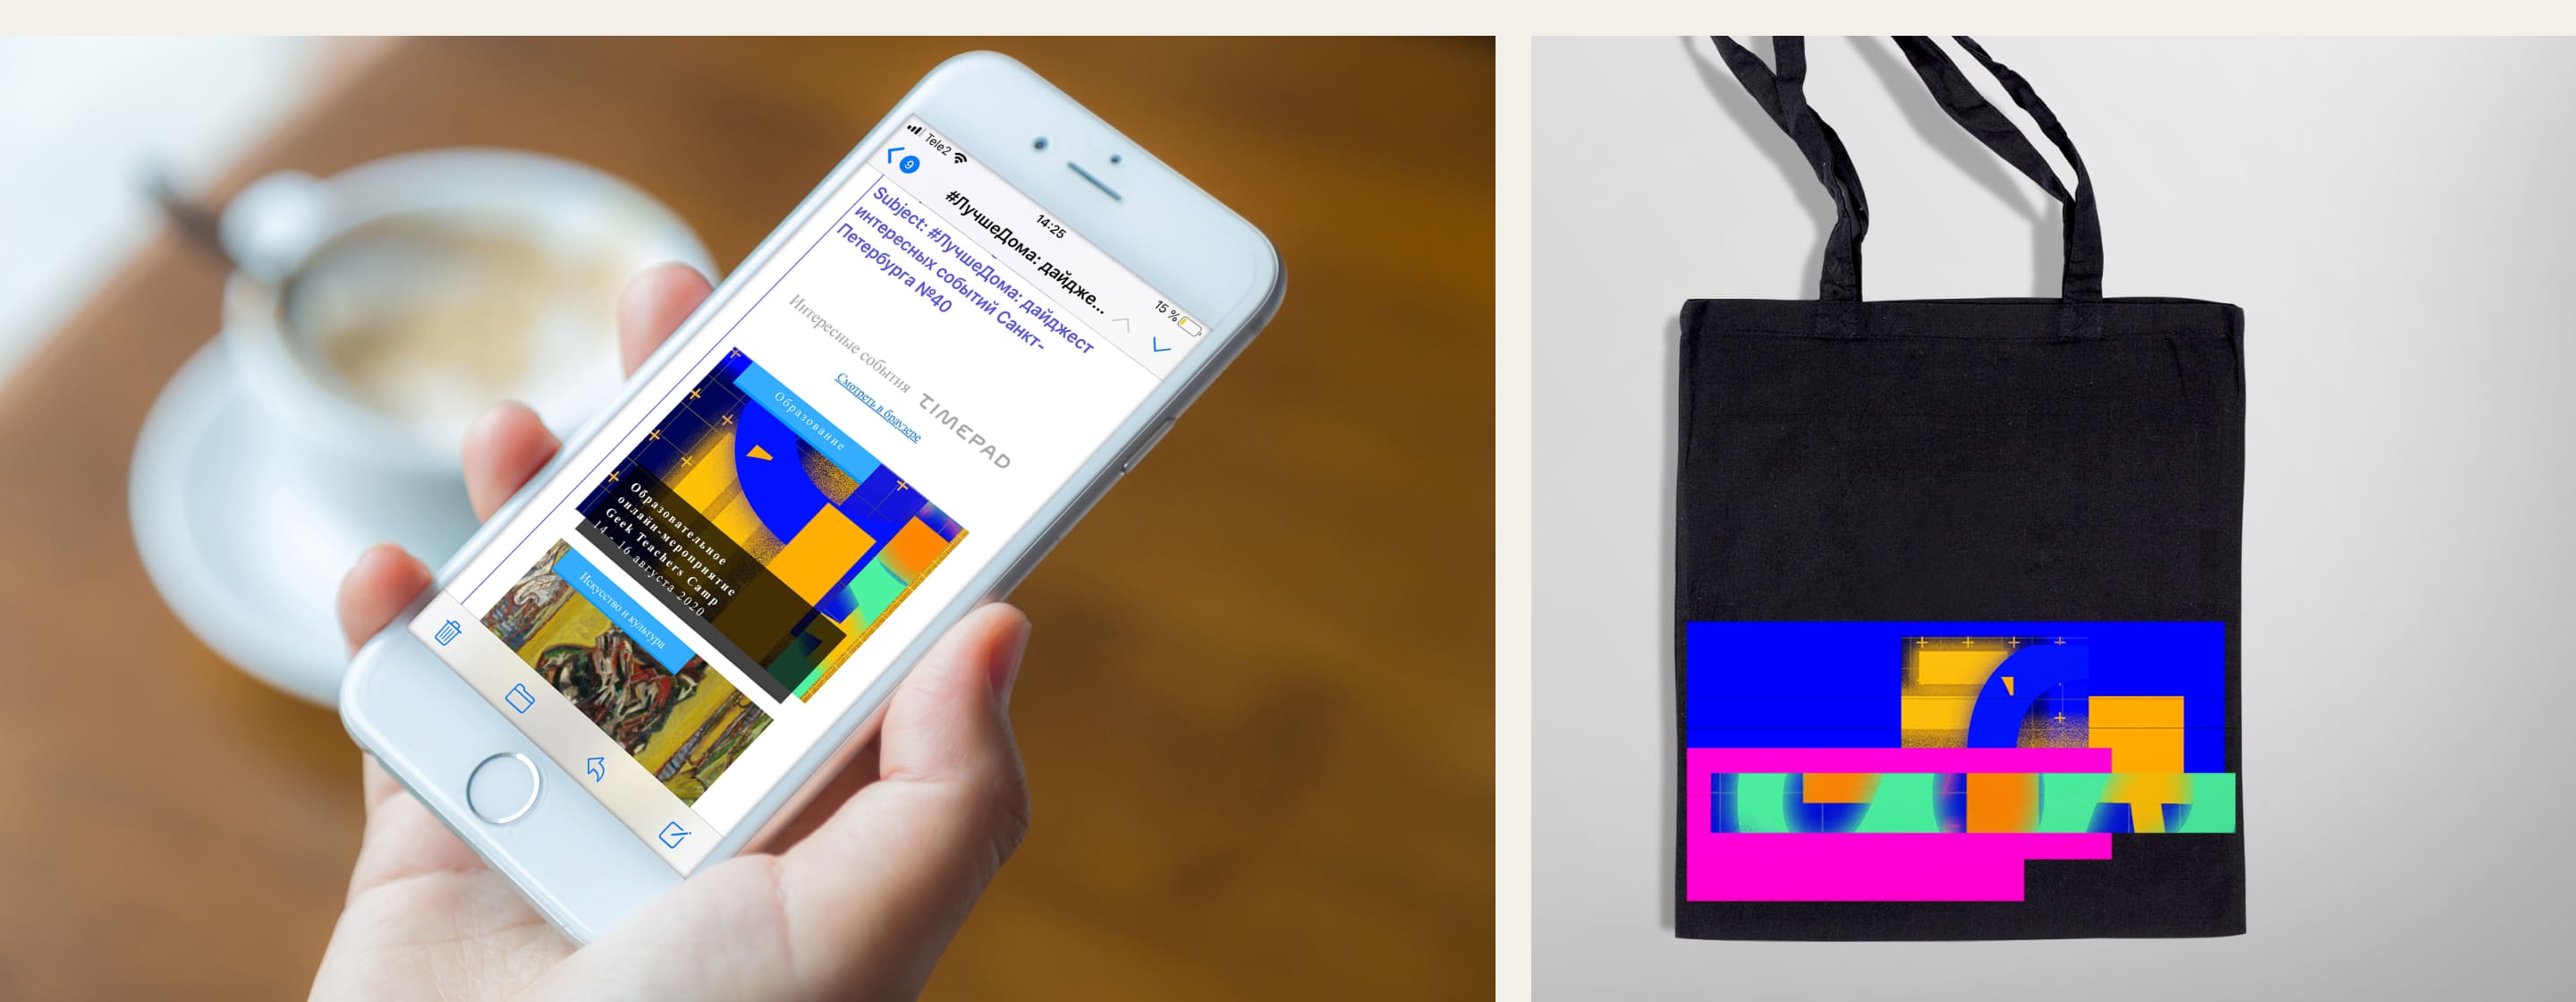 Tele2
14:25
15 %
9
#ЛучшеДома: дайдже...
Subject: #ЛучшеДома: дайджест
интересных событий Санкт-
Петербурга №40
Интересные события TIMEPAD
Смотреть в браузере
Образование
Образовательное
онлайн-мероприятие
Geek Teachers Camp
14 - 16 августа 2020
Искусство и культура